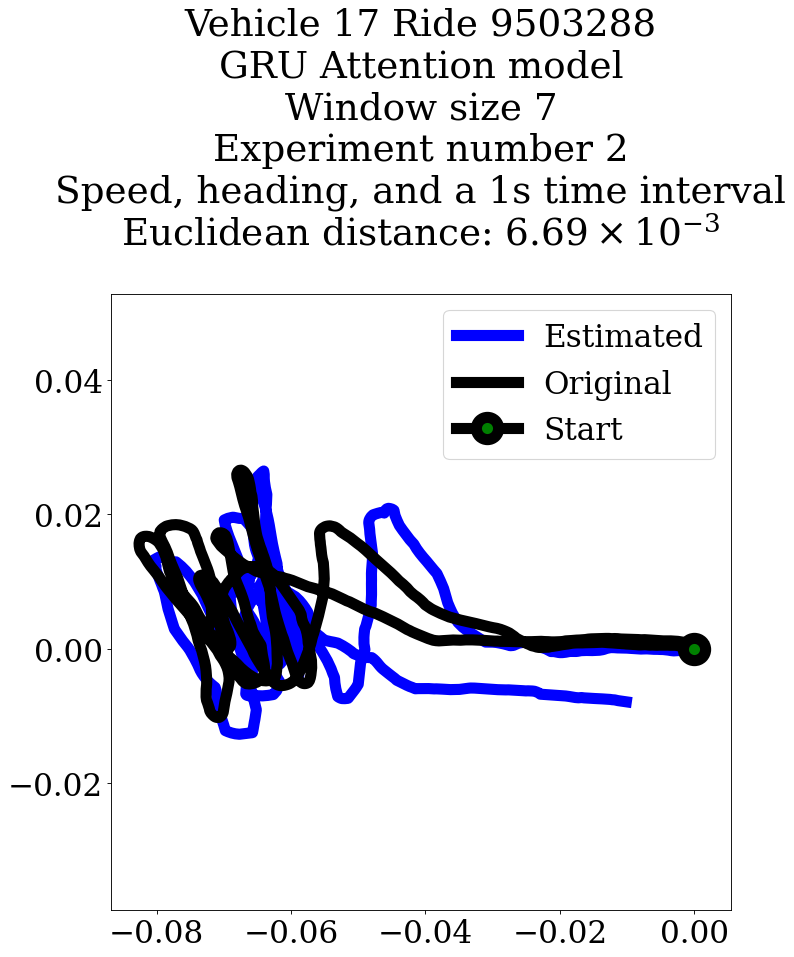 Vehicle 17 Ride 9503288
GRU Attention model
Window size 7
Experiment number 2
Speed, heading, and a 1s time interval
Euclidean distance: 6.69 × 10⁻³
Estimated
Original
Start
0.04
0.02
0.00
−0.02
−0.08 −0.06 −0.04 −0.02 0.00